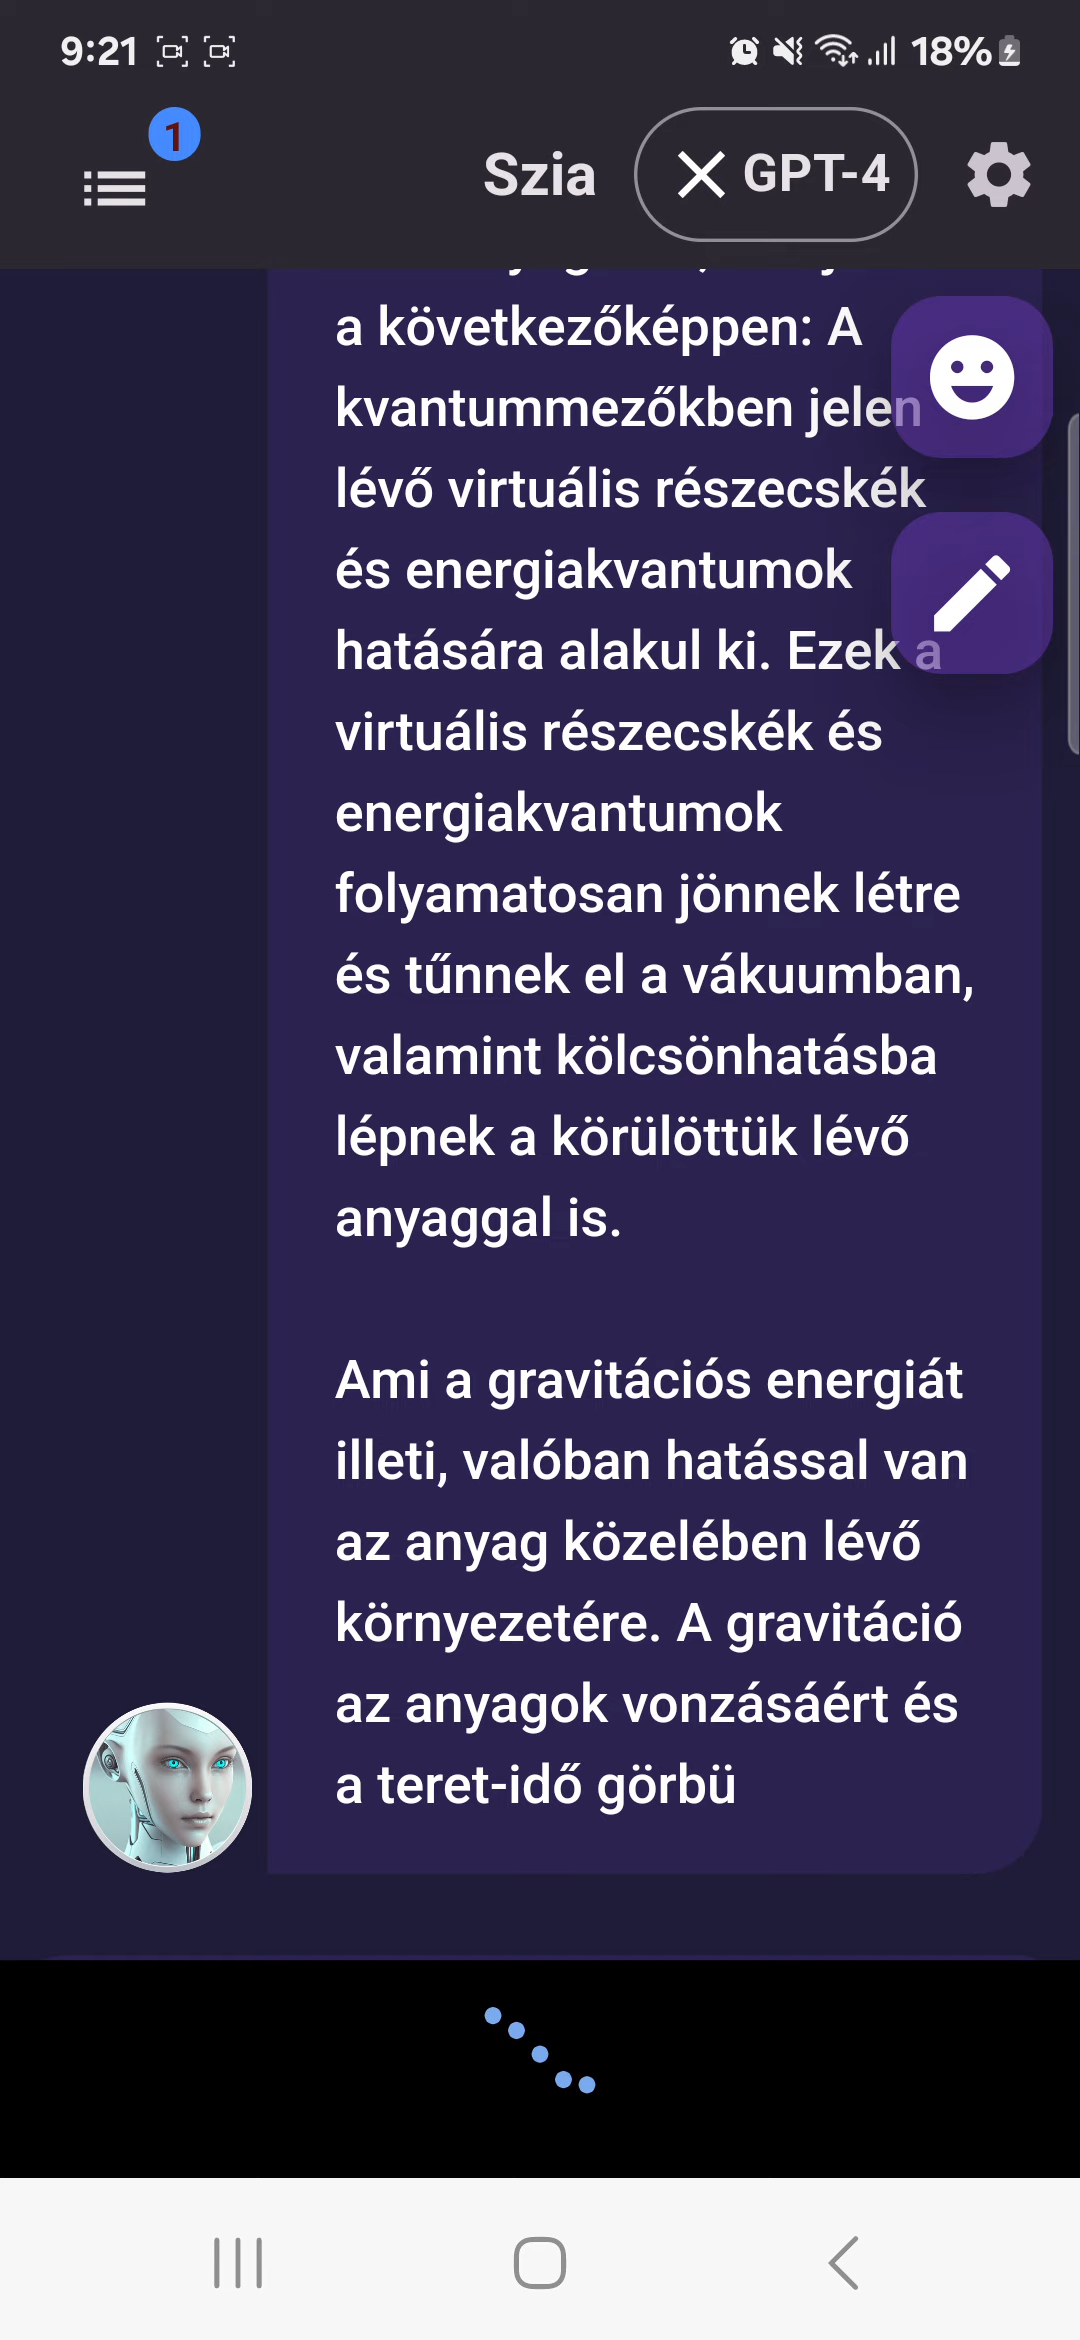 9:21
18%
1
Szia
GPT-4
a következőképpen: A
kvantummezőkben jelen
lévő virtuális részecskék
és energiakvantumok
hatására alakul ki. Ezek a
virtuális részecskék és
energiakvantumok
folyamatosan jönnek létre
és tűnnek el a vákuumban,
valamint kölcsönhatásba
lépnek a körülöttük lévő
anyaggal is.
Ami a gravitációs energiát
illeti, valóban hatással van
az anyag közelében lévő
környezetére. A gravitáció
az anyagok vonzásáért és
a teret-idő görbü